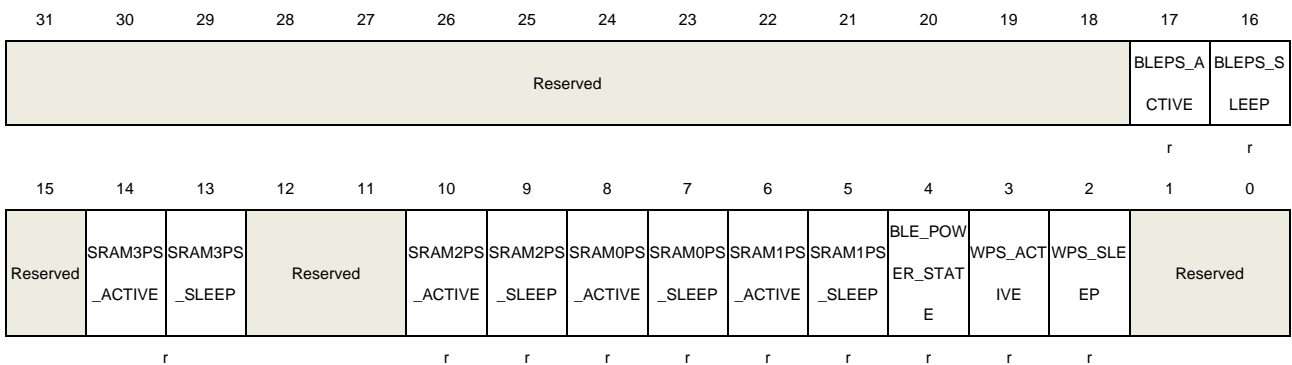 31 30 29 28 27 26 25 24 23 22 21 20 19 18 17 16
Reserved
BLEPS_A BLEPS_S
CTIVE LEEP
r r
15 14 13 12 11 10 9 8 7 6 5 4 3 2 1 0
BLE_POW
SRAM3PS SRAM3PS SRAM2PS SRAM2PS SRAM0PS SRAM0PS SRAM1PS SRAM1PS WPS_ACT WPS_SLE
Reserved Reserved ER_STAT Reserved
_ACTIVE _SLEEP _ACTIVE _SLEEP _ACTIVE _SLEEP _ACTIVE _SLEEP IVE EP
E
r r r r r r r r r r